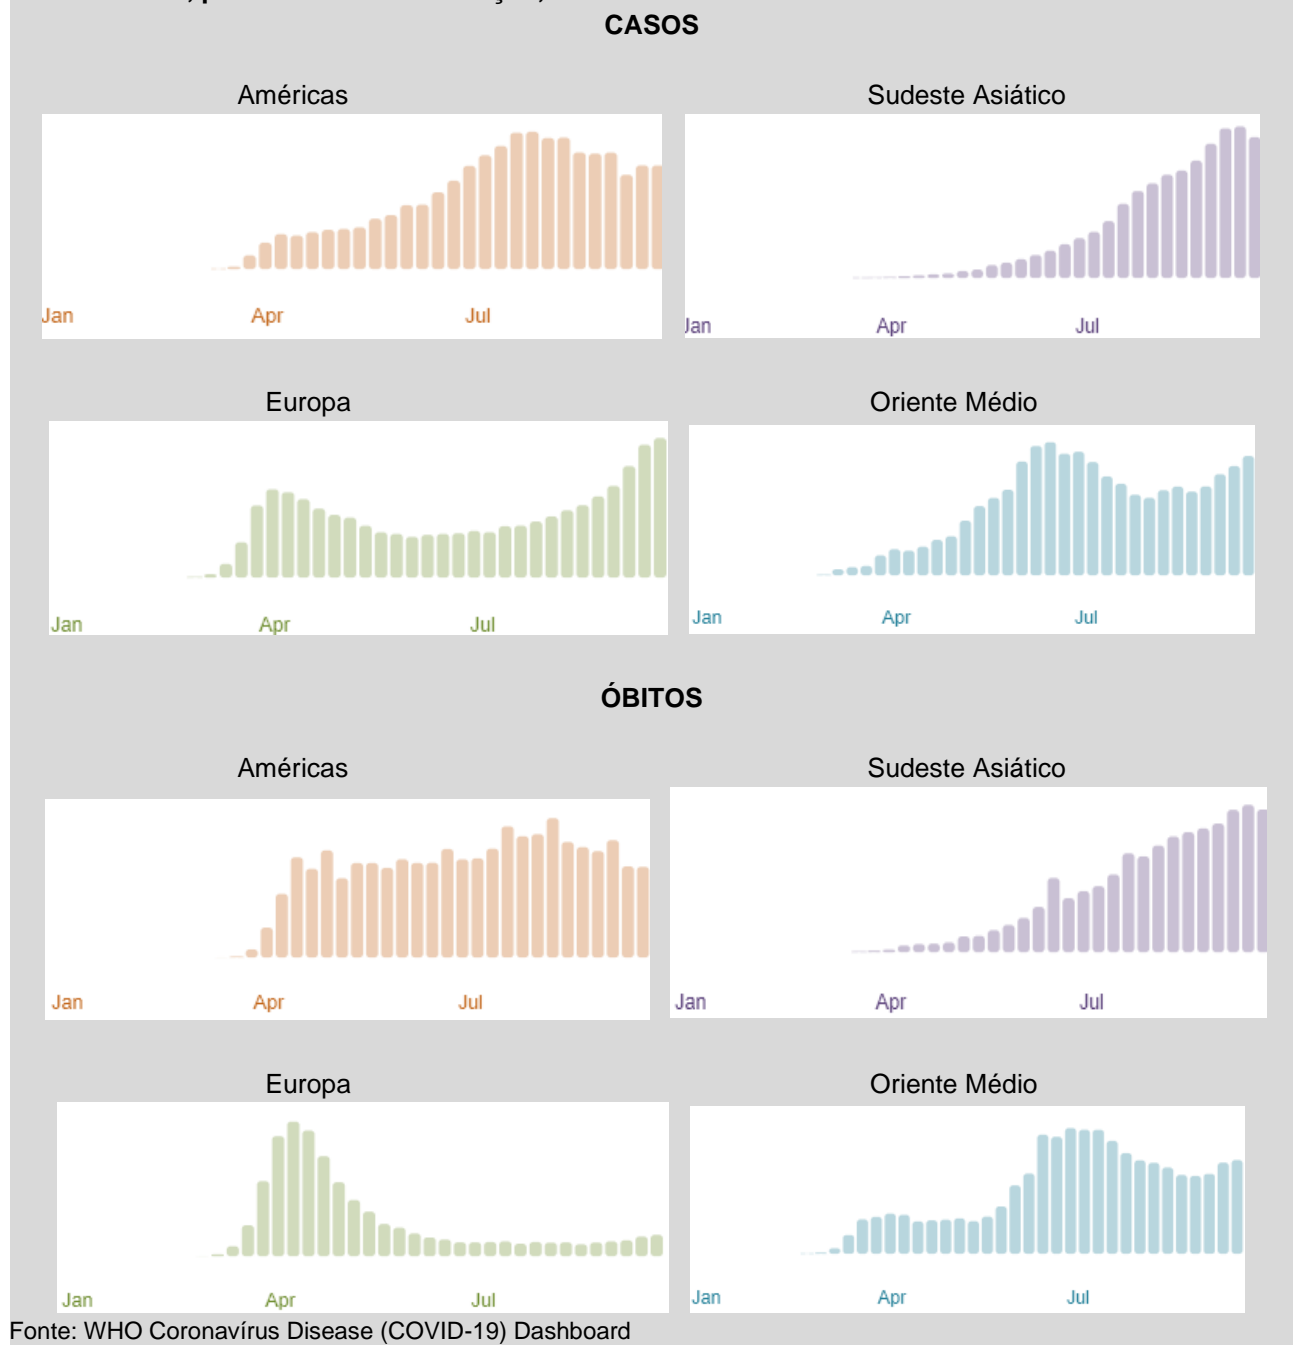 CASOS
Américas
Sudeste Asiático
Jan Apr Jul
Jan Apr Jul
Europa
Oriente Médio
Jan Apr Jul
Jan Apr Jul
ÓBITOS
Américas
Sudeste Asiático
Jan Apr Jul
Jan Apr Jul
Europa
Oriente Médio
Jan Apr Jul
Jan Apr Jul
Fonte: WHO Coronavírus Disease (COVID-19) Dashboard